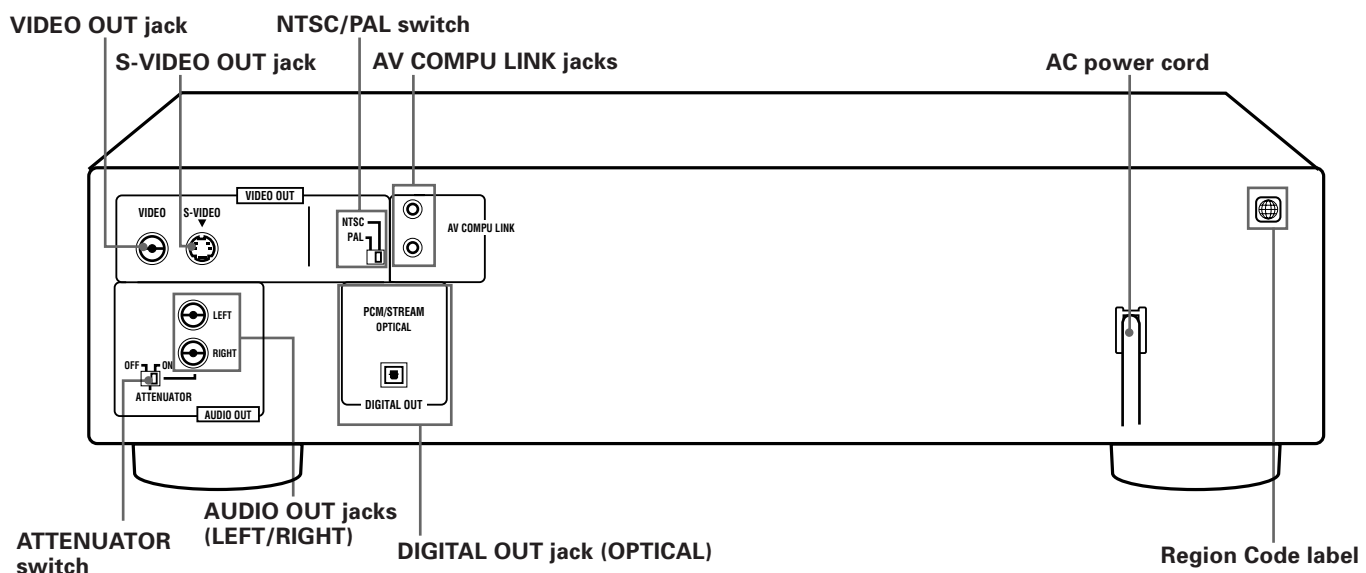 VIDEO OUT jack
NTSC/PAL switch
S-VIDEO OUT jack
AV COMPU LINK jacks
AC power cord
VIDEO OUT
VIDEO
S-VIDEO
NTSC
PAL
AV COMPU LINK
LEFT
RIGHT
OFF
ON
ATTENUATOR
AUDIO OUT
PCM/STREAM
OPTICAL
DIGITAL OUT
AUDIO OUT jacks
(LEFT/RIGHT)
ATTENUATOR
switch
DIGITAL OUT jack (OPTICAL)
Region Code label